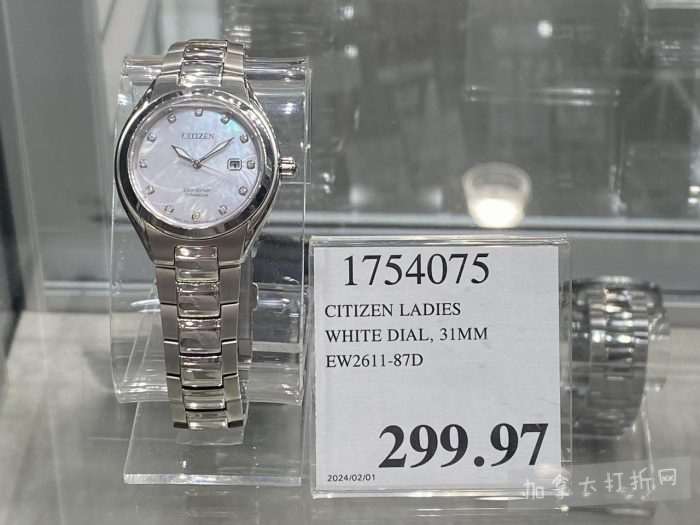 CITIZEN
Eco-Drive
1754075
CITIZEN LADIES
WHITE DIAL, 31MM
EW2611-87D
299.97
2024/02/01
加拿大打折网